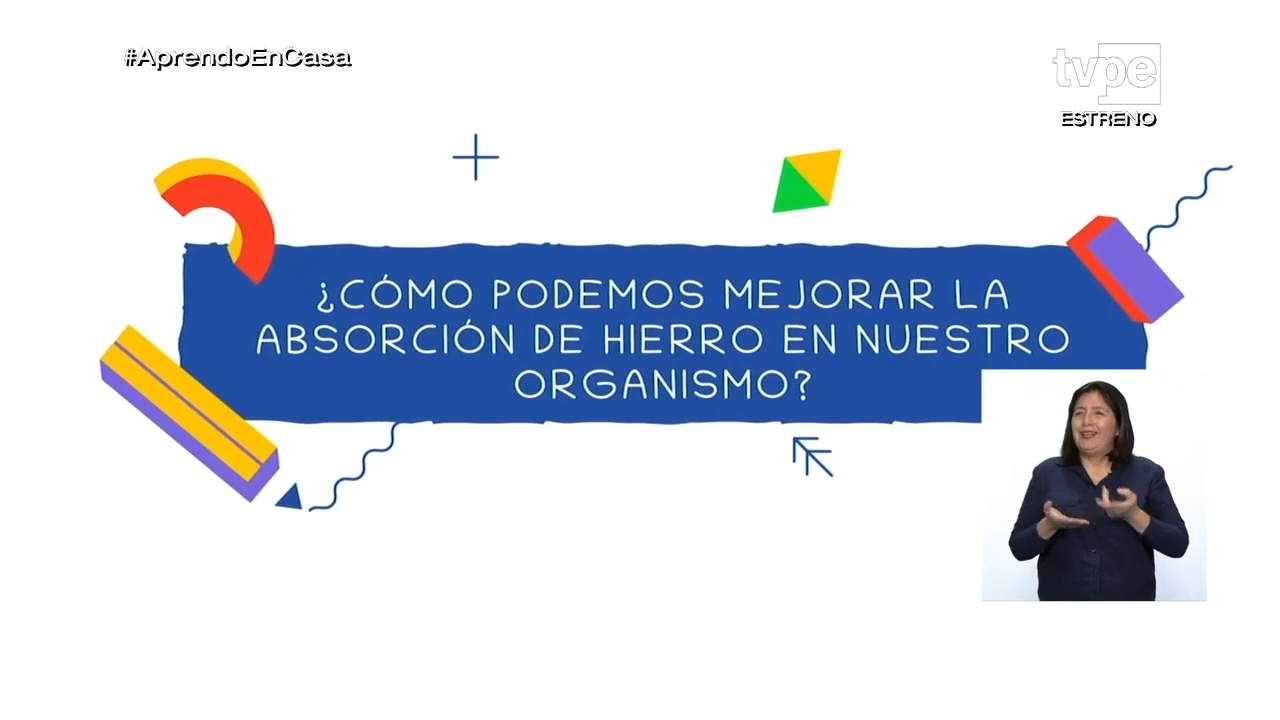 #AprendoEnCasa
tvpe
ESTRENO
¿CÓMO PODEMOS MEJORAR LA
ABSORCIÓN DE HIERRO EN NUESTRO
ORGANISMO?